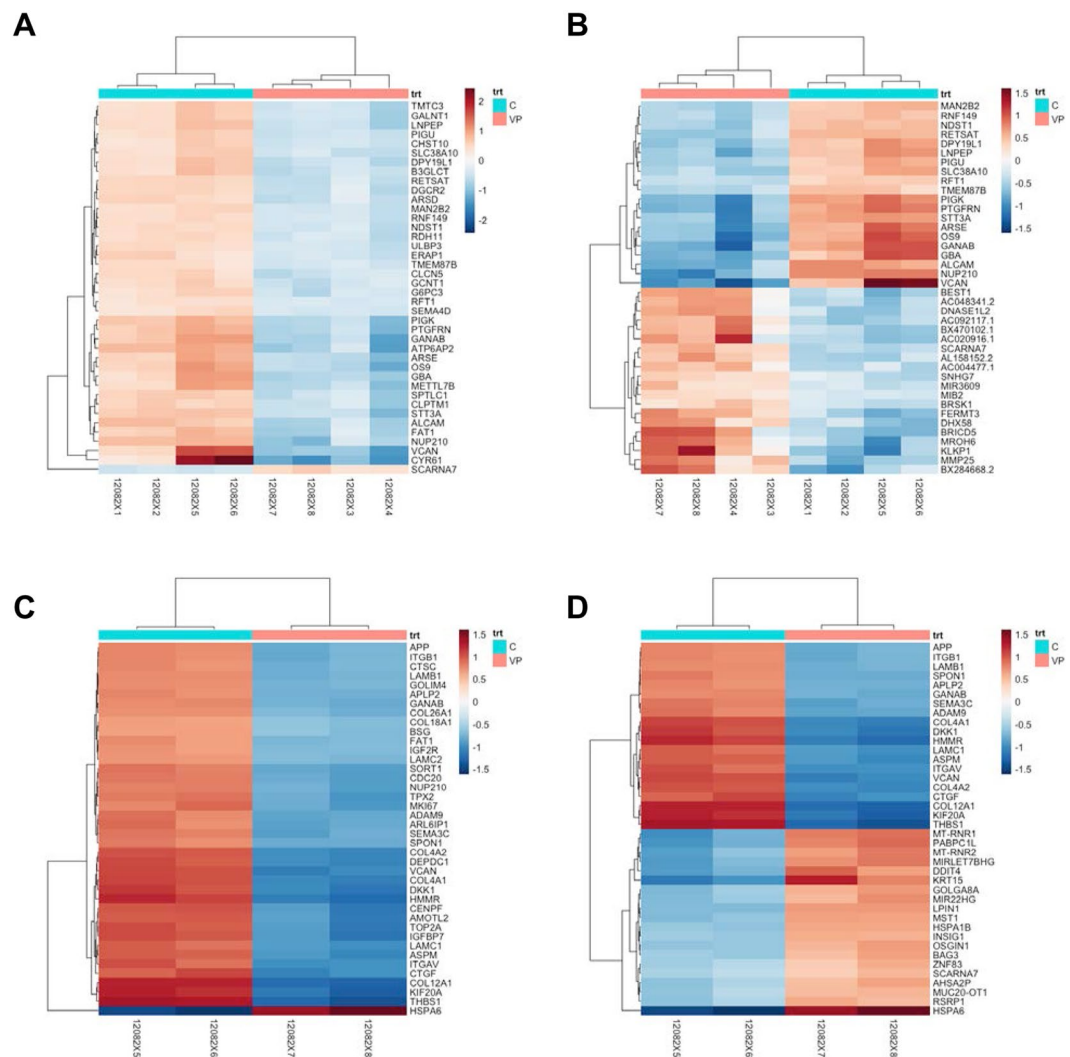 A
trt
trt
C
VP
2
1
0
-1
-2
TMTC3
GALNT1
LNPEP
PIGU
CHST10
SLC38A10
DPY19L1
B3GLCT
RETSAT
DGCR2
ARSD
MAN2B2
RNF149
NDST1
RDH11
ULBP3
ERAP1
TMEM87B
CLCN5
GCNT1
G6PC3
RFT1
SEMA4D
PIGK
PTGFRN
GANAB
ATP6AP2
ARSE
OS9
GBA
METTL7B
SPTLC1
CLPTM1
STT3A
ALCAM
FAT1
NUP210
VCAN
CYR61
SCARNA7
12082X1
12082X2
12082X5
12082X6
12082X7
12082X8
12082X3
12082X4
B
trt
trt
C
VP
1.5
1
0.5
0
-0.5
-1
-1.5
MAN2B2
RNF149
NDST1
RETSAT
DPY19L1
LNPEP
PIGU
SLC38A10
RFT1
TMEM87B
PIGK
PTGFRN
STT3A
ARSE
OS9
GANAB
GBA
ALCAM
NUP210
VCAN
BEST1
AC048341.2
DNASE1L2
AC092117.1
BX470102.1
AC020916.1
SCARNA7
AL158152.2
AC004477.1
SNHG7
MIR3609
MIB2
BRSK1
FERMT3
DHX58
BRICD5
MROH6
KLKP1
MMP25
BX284668.2
12082X7
12082X8
12082X4
12082X3
12082X1
12082X2
12082X5
12082X6
C
trt
trt
C
VP
1.5
1
0.5
0
-0.5
-1
-1.5
APP
ITGB1
CTSC
LAMB1
GOLIM4
APLP2
GANAB
COL26A1
COL18A1
BSG
FAT1
IGF2R
LAMC2
SORT1
CDC20
NUP210
TPX2
MKI67
ADAM9
ARL6IP1
SEMA3C
SPON1
COL4A2
DEPDC1
VCAN
COL4A1
DKK1
HMMR
CENPF
AMOTL2
TOP2A
IGFBP7
LAMC1
ASPM
ITGAV
CTGF
COL12A1
KIF20A
THBS1
HSPA6
12082X5
12082X6
12082X7
12082X8
D
trt
trt
C
VP
1.5
1
0.5
0
-0.5
-1
-1.5
APP
ITGB1
LAMB1
SPON1
APLP2
GANAB
SEMA3C
ADAM9
COL4A1
DKK1
HMMR
LAMC1
ASPM
ITGAV
VCAN
COL4A2
CTGF
COL12A1
KIF20A
THBS1
MT-RNR1
PABPC1L
MT-RNR2
MIRLET7BHG
DDIT4
KRT15
GOLGA8A
MIR22HG
LPIN1
MST1
HSPA1B
INSIG1
OSGIN1
BAG3
ZNF83
SCARNA7
AHSA2P
MUC20-OT1
RSRP1
HSPA6
12082X5
12082X6
12082X7
12082X8